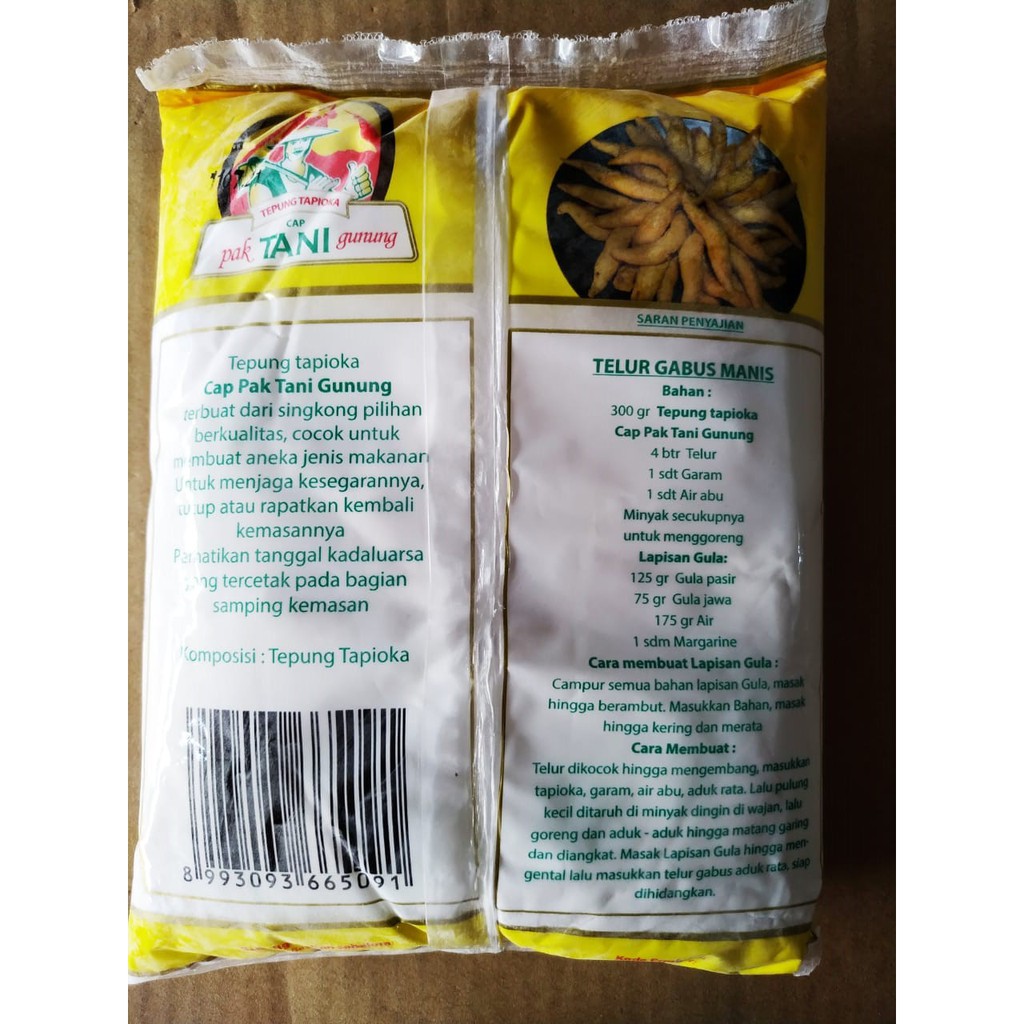 TEPUNG TAPIOKA
CAP
pak TANI gunung
Tepung tapioka
Cap Pak Tani Gunung
terbuat dari singkong pilihan
berkualitas, cocok untuk
membuat aneka jenis makanan
Untuk menjaga kesegarannya,
tutup atau rapatkan kembali
kemasannya
Perhatikan tanggal kadaluarsa
yang tercetak pada bagian
samping kemasan
Komposisi : Tepung Tapioka
8 993093 665091
SARAN PENYAJIAN
TELUR GABUS MANIS
Bahan :
300 gr Tepung tapioka
Cap Pak Tani Gunung
4 btr Telur
1 sdt Garam
1 sdt Air abu
Minyak secukupnya
untuk menggoreng
Lapisan Gula:
125 gr Gula pasir
75 gr Gula jawa
175 gr Air
1 sdm Margarine
Cara membuat Lapisan Gula :
Campur semua bahan lapisan Gula, masak
hingga berambut. Masukkan Bahan, masak
hingga kering dan merata
Cara Membuat :
Telur dikocok hingga mengembang, masukkan
tapioka, garam, air abu, aduk rata. Lalu pulung
kecil ditaruh di minyak dingin di wajan, lalu
goreng dan aduk - aduk hingga matang garing
dan diangkat. Masak Lapisan Gula hingga men-
gental lalu masukkan telur gabus aduk rata, siap
dihidangkan.